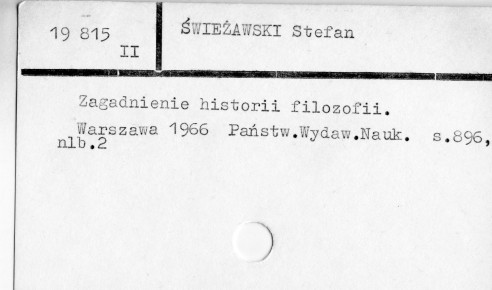 19 815
II
ŚWIEŻAWSKI Stefan
Zagadnienie historii filozofii.
Warszawa 1966 Państw.Wydaw.Nauk. s.896,
nlb.2